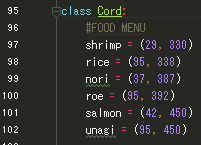 95 class Cord:
96 #FOOD MENU
97 shrimp = (29, 330)
98 rice = (95, 338)
99 nori = (37, 387)
100 roe = (95, 392)
101 salmon = (42, 450)
102 unagi = (95, 450)